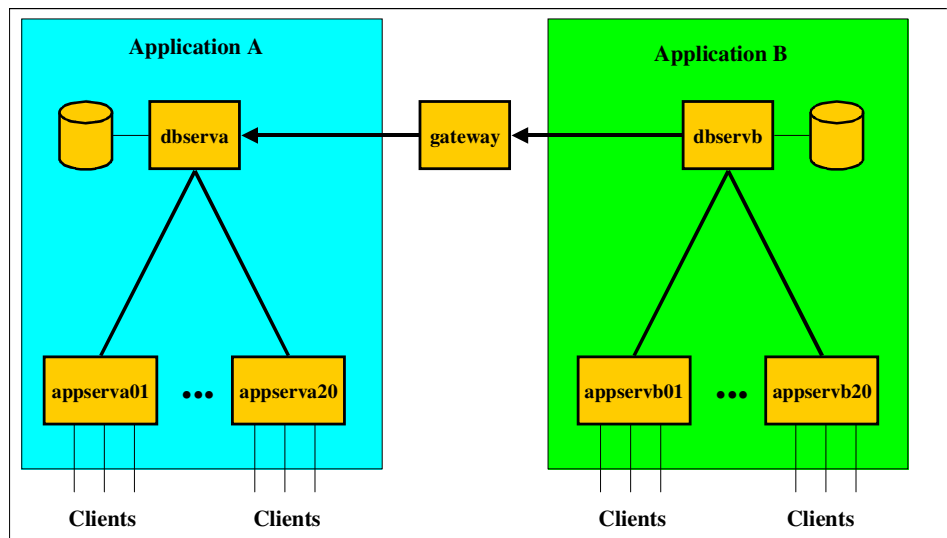 Application A
Application B
dbserva
gateway
dbservb
appserva01
•••
appserva20
appservb01
•••
appservb20
Clients
Clients
Clients
Clients